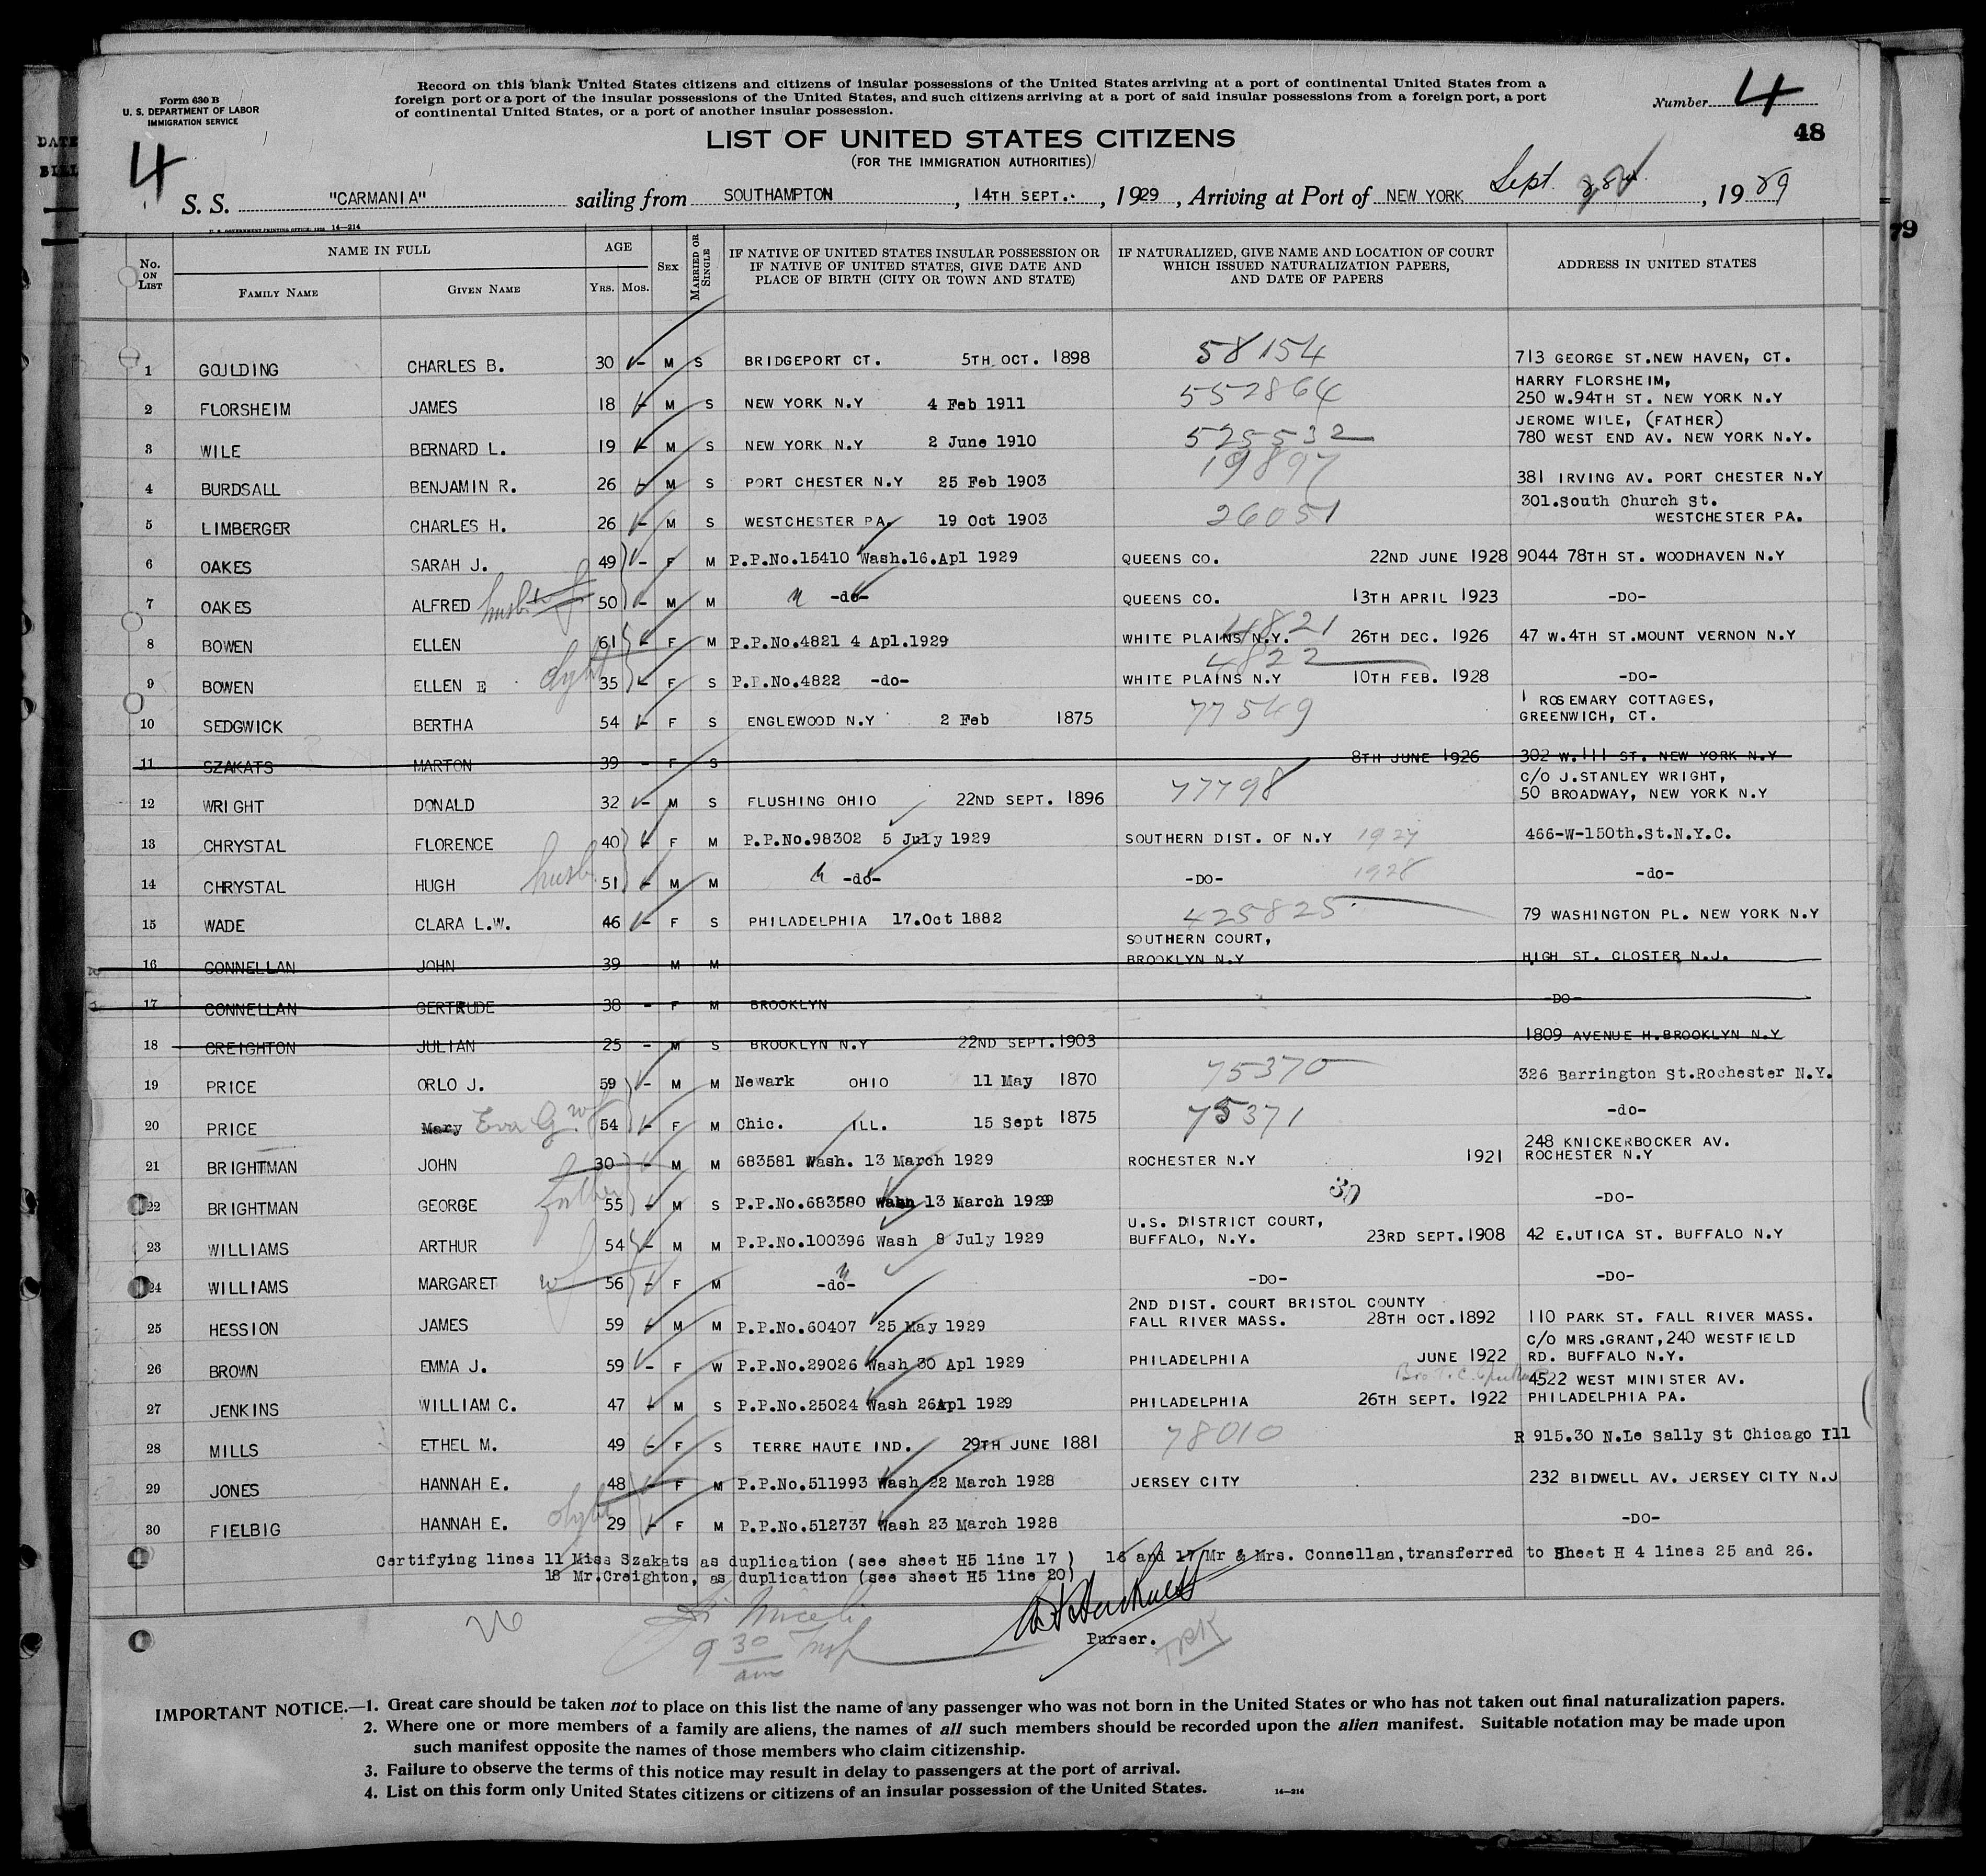 Form 630 B
U. S. DEPARTMENT OF LABOR
IMMIGRATION SERVICE
Record on this blank United States citizens and citizens of insular possessions of the United States arriving at a port of continental United States from a
foreign port or a port of the insular possessions of the United States, and such citizens arriving at a port of said insular possessions from a foreign port, a port
of continental United States, or a port of another insular possession.
Number 4
48
4
LIST OF UNITED STATES CITIZENS
(FOR THE IMMIGRATION AUTHORITIES)
S. S. "CARMANIA" sailing from SOUTHAMPTON, 14TH SEPT., 1929, Arriving at Port of NEW YORK Sept., 19
14—214
79
No. ON LIST
NAME IN FULL
FAMILY NAME GIVEN NAME
AGE
YRS. MOS.
SEX
MARRIED OR SINGLE
IF NATIVE OF UNITED STATES INSULAR POSSESSION OR
IF NATIVE OF UNITED STATES, GIVE DATE AND
PLACE OF BIRTH (CITY OR TOWN AND STATE)
IF NATURALIZED, GIVE NAME AND LOCATION OF COURT
WHICH ISSUED NATURALIZATION PAPERS,
AND DATE OF PAPERS
ADDRESS IN UNITED STATES
1 GOULDING CHARLES B. 30 - M S BRIDGEPORT CT. 5TH OCT. 1898 58154 713 GEORGE ST.NEW HAVEN, CT.
2 FLORSHEIM JAMES 18 - M S NEW YORK N.Y 4 Feb 1911 552864 HARRY FLORSHEIM,
250 W.94TH ST. NEW YORK N.Y
3 WILE BERNARD L. 19 - M S NEW YORK N.Y 2 June 1910 525532 JEROME WILE, (FATHER)
780 WEST END AV. NEW YORK N.Y.
4 BURDSALL BENJAMIN R. 26 - M S PORT CHESTER N.Y 25 Feb 1903 19897 381 IRVING AV. PORT CHESTER N.Y
5 LIMBERGER CHARLES H. 26 - M S WESTCHESTER PA. 19 Oct 1903 26051 301.South Church St.
WESTCHESTER PA.
6 OAKES SARAH J. 49 - F M P.P.No.15410 Wash.16.Apl 1929 QUEENS CO. 22ND JUNE 1928 9044 78TH ST. WOODHAVEN N.Y
7 OAKES ALFRED husb. 50 - M M -do- QUEENS CO. 13TH APRIL 1923 -DO-
8 BOWEN ELLEN 61 - F M P.P.No.4821 4 Apl.1929 WHITE PLAINS N.Y. 4821 26TH DEC. 1926 47 W.4TH ST.MOUNT VERNON N.Y
9 BOWEN ELLEN E 35 - F S P.P.No.4822 -do- WHITE PLAINS N.Y 4822 10TH FEB. 1928 -DO-
10 SEDGWICK BERTHA 54 - F S ENGLEWOOD N.Y 2 Feb 1875 77549 1 ROSEMARY COTTAGES,
GREENWICH, CT.
11 SZAKATS MARTON 39 - F S 8TH JUNE 1926 302 W.111 ST. NEW YORK N.Y
12 WRIGHT DONALD 32 - M S FLUSHING OHIO 22ND SEPT. 1896 77798 C/O J.STANLEY WRIGHT,
50 BROADWAY, NEW YORK N.Y
13 CHRYSTAL FLORENCE 40 - F M P.P.No.98302 5 July 1929 SOUTHERN DIST. OF N.Y 1927 466-W-150th.St.N.Y.C.
14 CHRYSTAL HUGH husb. 51 - M M -do- -DO- 1928 -do-
15 WADE CLARA L.W. 46 - F S PHILADELPHIA 17.Oct 1882 425825 79 WASHINGTON PL. NEW YORK N.Y
16 CONNELLAN JOHN 39 M M SOUTHERN COURT,
BROOKLYN N.Y HIGH ST. CLOSTER N.J.
17 CONNELLAN GERTRUDE 38 - F M BROOKLYN -DO-
18 CREIGHTON JULIAN 25 - M S BROOKLYN N.Y 22ND SEPT.1903 1809 AVENUE H.BROOKLYN N.Y
19 PRICE ORLO J. 59 - M M Newark OHIO 11 May 1870 75370 326 Barrington St.Rochester N.Y.
20 PRICE Mary Eva G. wf 54 - F M Chic. ILL. 15 Sept 1875 75371 -do-
21 BRIGHTMAN JOHN 30 - M M 683581 Wash. 13 March 1929 ROCHESTER N.Y 1921 248 KNICKERBOCKER AV.
ROCHESTER N.Y
22 BRIGHTMAN GEORGE father 55 - M S P.P.No.683580 Wash 13 March 1929 -DO-
23 WILLIAMS ARTHUR 54 - M M P.P.No.100396 Wash 8 July 1929 U.S. DISTRICT COURT,
BUFFALO, N.Y. 23RD SEPT.1908 42 E.UTICA ST. BUFFALO N.Y
24 WILLIAMS MARGARET wf 56 - F M -do- -DO- -DO-
25 HESSION JAMES 59 - M M P.P.No.60407 25 May 1929 2ND DIST. COURT BRISTOL COUNTY
FALL RIVER MASS. 28TH OCT.1892 110 PARK ST. FALL RIVER MASS.
26 BROWN EMMA J. 59 - F W P.P.No.29026 Wash 30 Apl 1929 PHILADELPHIA JUNE 1922 C/O MRS.GRANT,240 WESTFIELD
RD. BUFFALO N.Y.
27 JENKINS WILLIAM C. 47 - M S P.P.No.25024 Wash 26Apl 1929 PHILADELPHIA 26TH SEPT. 1922 4522 WEST MINISTER AV.
PHILADELPHIA PA.
28 MILLS ETHEL M. 49 - F S TERRE HAUTE IND. 29TH JUNE 1881 78010 R 915.30 N.Le Sally St Chicago Ill
29 JONES HANNAH E. 48 - F M P.P.No.511993 Wash 22 March 1928 JERSEY CITY 232 BIDWELL AV. JERSEY CITY N.J
30 FIELBIG HANNAH E. 29 - F M P.P.No.512737 Wash 23 March 1928 -DO-
Certifying lines 11 Miss Szakats as duplication (see sheet H5 line 17 ) 16 and 17 Mr & Mrs. Connellan,transferred to Sheet H 4 lines 25 and 26.
18 Mr.Creighton, as duplication (see sheet H5 line 20)
9 30 am Insp
Purser.
IMPORTANT NOTICE.—1. Great care should be taken not to place on this list the name of any passenger who was not born in the United States or who has not taken out final naturalization papers.
2. Where one or more members of a family are aliens, the names of all such members should be recorded upon the alien manifest. Suitable notation may be made upon
such manifest opposite the names of those members who claim citizenship.
3. Failure to observe the terms of this notice may result in delay to passengers at the port of arrival.
4. List on this form only United States citizens or citizens of an insular possession of the United States.
14—214